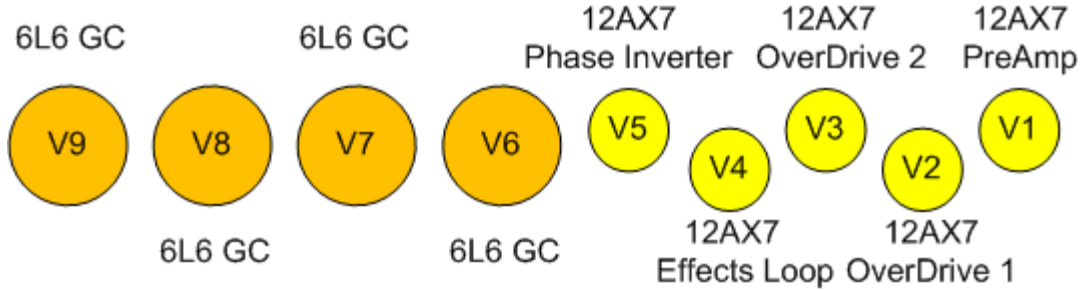 6L6 GC
6L6 GC
12AX7
Phase Inverter
12AX7
OverDrive 2
12AX7
PreAmp
V9
V8
V7
V6
V5
V4
V3
V2
V1
6L6 GC
6L6 GC
12AX7
Effects Loop
12AX7
OverDrive 1